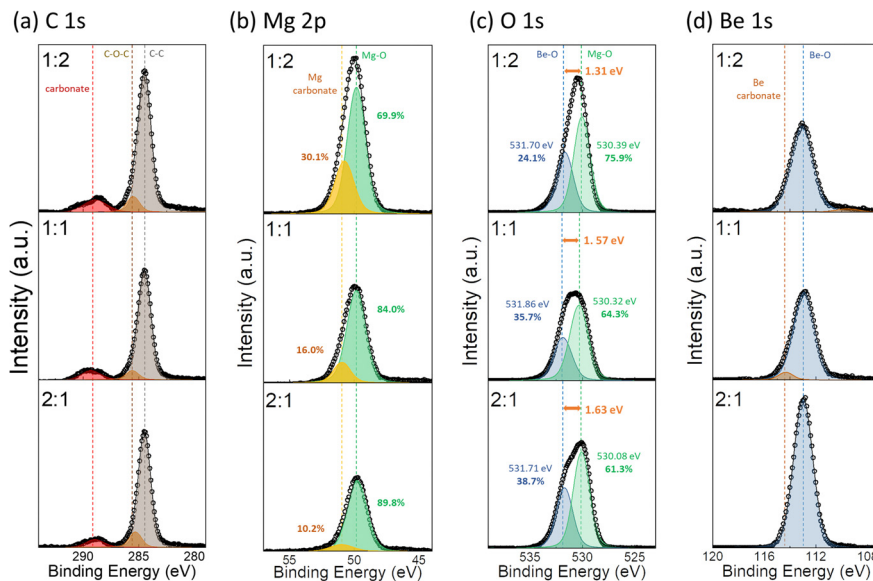 (a) C 1s
(b) Mg 2p
(c) O 1s
(d) Be 1s
1:2
C-O-C
C-C
carbonate
1:1
2:1
Intensity (a.u.)
290
285
280
Binding Energy (eV)
1:2
Mg
carbonate
Mg-O
69.9%
30.1%
1:1
84.0%
16.0%
2:1
89.8%
10.2%
Intensity (a.u.)
55
50
45
Binding Energy (eV)
Be-O
Mg-O
1:2
1.31 eV
531.70 eV
24.1%
530.39 eV
75.9%
1:1
1. 57 eV
531.86 eV
35.7%
530.32 eV
64.3%
2:1
1.63 eV
531.71 eV
38.7%
530.08 eV
61.3%
Intensity (a.u.)
535
530
525
Binding Energy (eV)
1:2
Be
carbonate
Be-O
1:1
2:1
Intensity (a.u.)
120
116
112
108
Binding Energy (eV)